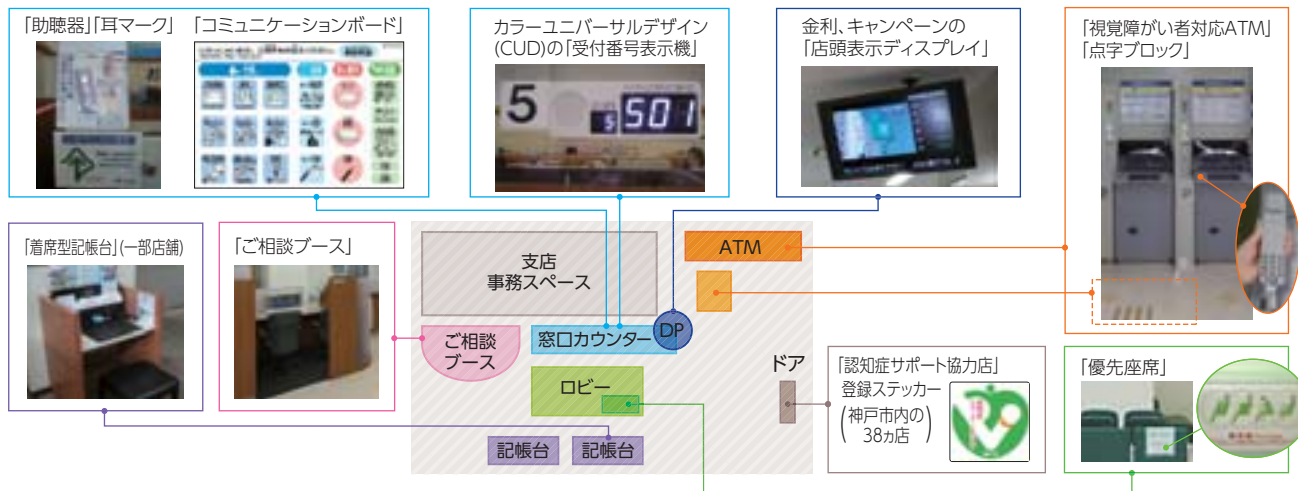 「助聴器」「耳マーク」
「コミュニケーションボード」
カラーユニバーサルデザイン
(CUD)の「受付番号表示機」
5
5 501
金利、キャンペーンの
「店頭表示ディスプレイ」
「視覚障がい者対応ATM」
「点字ブロック」
「着席型記帳台」(一部店舗)
「ご相談ブース」
支店
事務スペース
ATM
ご相談
ブース
窓口カウンター
DP
ロビー
ドア
記帳台
記帳台
「認知症サポート協力店」
登録ステッカー
(神戸市内の
38ヵ店)
「優先座席」